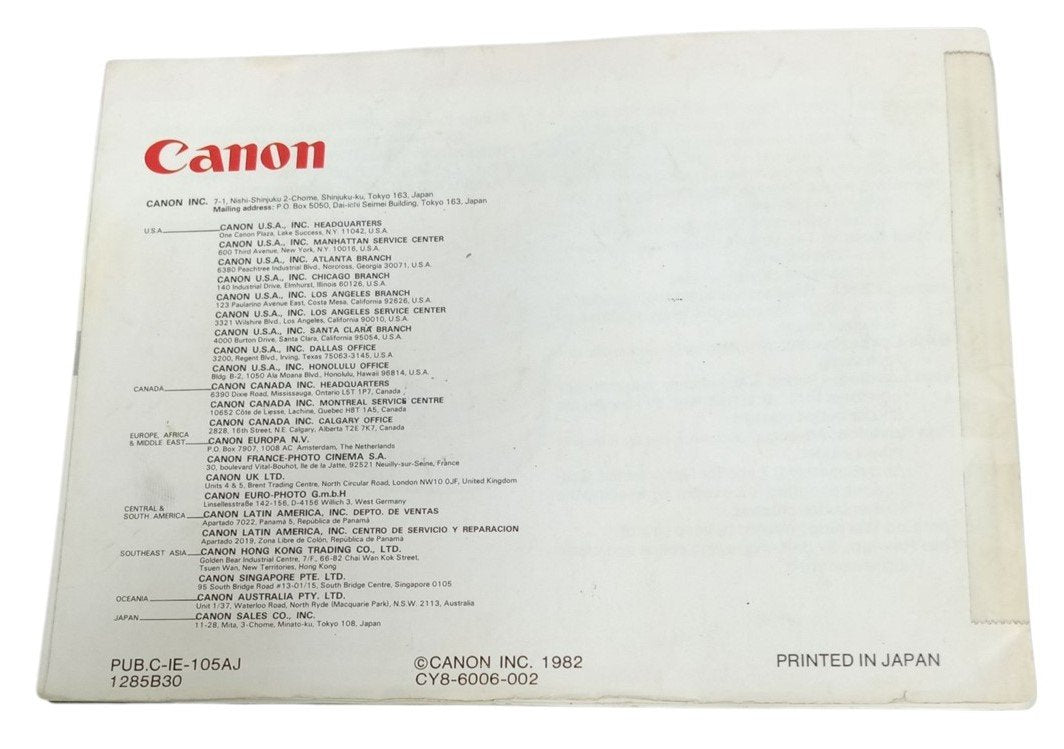 Canon
CANON INC. 7-1, Nishi-Shinjuku 2-Chome, Shinjuku-ku, Tokyo 163, Japan
Mailing address: P.O. Box 5050, Dai-ichi Seimei Building, Tokyo 163, Japan
U.S.A. CANON U.S.A., INC. HEADQUARTERS
One Canon Plaza, Lake Success, N.Y. 11042, U.S.A.
CANON U.S.A., INC. MANHATTAN SERVICE CENTER
600 Third Avenue, New York, N.Y. 10016, U.S.A.
CANON U.S.A., INC. ATLANTA BRANCH
6380 Peachtree Industrial Blvd., Norcross, Georgia 30071, U.S.A.
CANON U.S.A., INC. CHICAGO BRANCH
140 Industrial Drive, Elmhurst, Illinois 60126, U.S.A.
CANON U.S.A., INC. LOS ANGELES BRANCH
123 Paularino Avenue East, Costa Mesa, California 92626, U.S.A.
CANON U.S.A., INC. LOS ANGELES SERVICE CENTER
3321 Wilshire Blvd., Los Angeles, California 90010, U.S.A.
CANON U.S.A., INC. SANTA CLARA BRANCH
4000 Burton Drive, Santa Clara, California 95054, U.S.A.
CANON U.S.A., INC. DALLAS OFFICE
3200, Regent Blvd., Irving, Texas 75063-3145, U.S.A.
CANON U.S.A., INC. HONOLULU OFFICE
Bldg. B-2, 1050 Ala Moana Blvd., Honolulu, Hawaii 96814, U.S.A.
CANADA CANON CANADA INC. HEADQUARTERS
6390 Dixie Road, Mississauga, Ontario L5T 1P7, Canada
CANON CANADA INC. MONTREAL SERVICE CENTRE
10652 Côte de Liesse, Lachine, Quebec H8T 1A5, Canada
CANON CANADA INC. CALGARY OFFICE
2828, 16th Street, N.E. Calgary, Alberta T2E 7K7, Canada
EUROPE, AFRICA
& MIDDLE EAST CANON EUROPA N.V.
P.O. Box 7907, 1008 AC Amsterdam, The Netherlands
CANON FRANCE-PHOTO CINEMA S.A.
30, boulevard Vital-Bouhot, Ile de la Jatte, 92521 Neuilly-sur-Seine, France
CANON UK LTD.
Units 4 & 5, Brent Trading Centre, North Circular Road, London NW10 0JF, United Kingdom
CANON EURO-PHOTO G.m.b.H
Linsellesstraße 142-156, D-4156 Willich 3, West Germany
CENTRAL &
SOUTH AMERICA CANON LATIN AMERICA, INC. DEPTO. DE VENTAS
Apartado 7022, Panamá 5, República de Panamá
CANON LATIN AMERICA, INC. CENTRO DE SERVICIO Y REPARACION
Apartado 2019, Zona Libre de Colón, República de Panamá
SOUTHEAST ASIA CANON HONG KONG TRADING CO., LTD.
Golden Bear Industrial Centre, 7/F., 66-82 Chai Wan Kok Street,
Tsuen Wan, New Territories, Hong Kong
CANON SINGAPORE PTE. LTD.
95 South Bridge Road #13-01/15, South Bridge Centre, Singapore 0105
OCEANIA CANON AUSTRALIA PTY. LTD.
Unit 1/37, Waterloo Road, North Ryde (Macquarie Park), N.S.W. 2113, Australia
JAPAN CANON SALES CO., INC.
11-28, Mita, 3-Chome, Minato-ku, Tokyo 108, Japan
PUB.C-IE-105AJ ©CANON INC. 1982 PRINTED IN JAPAN
1285B30 CY8-6006-002